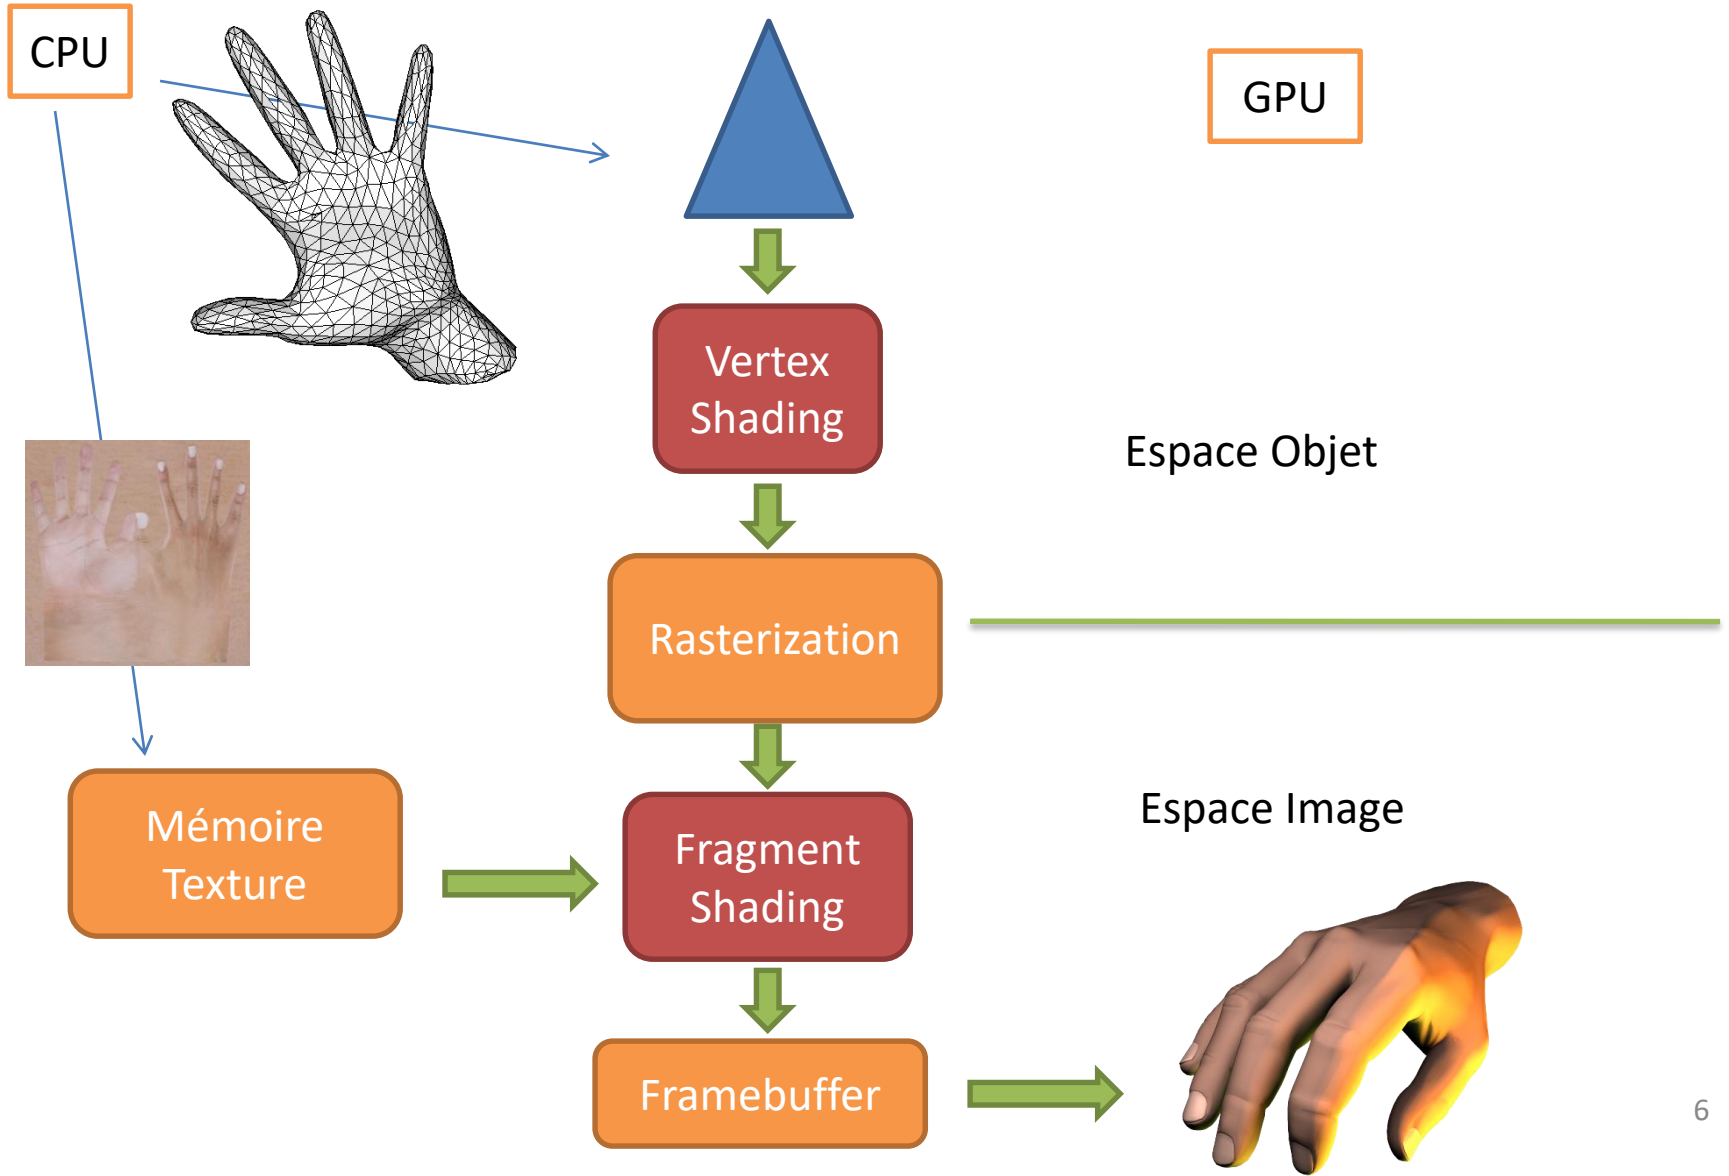 CPU
GPU
Vertex
Shading
Espace Objet
Rasterization
Mémoire
Texture
Fragment
Shading
Espace Image
Framebuffer
6